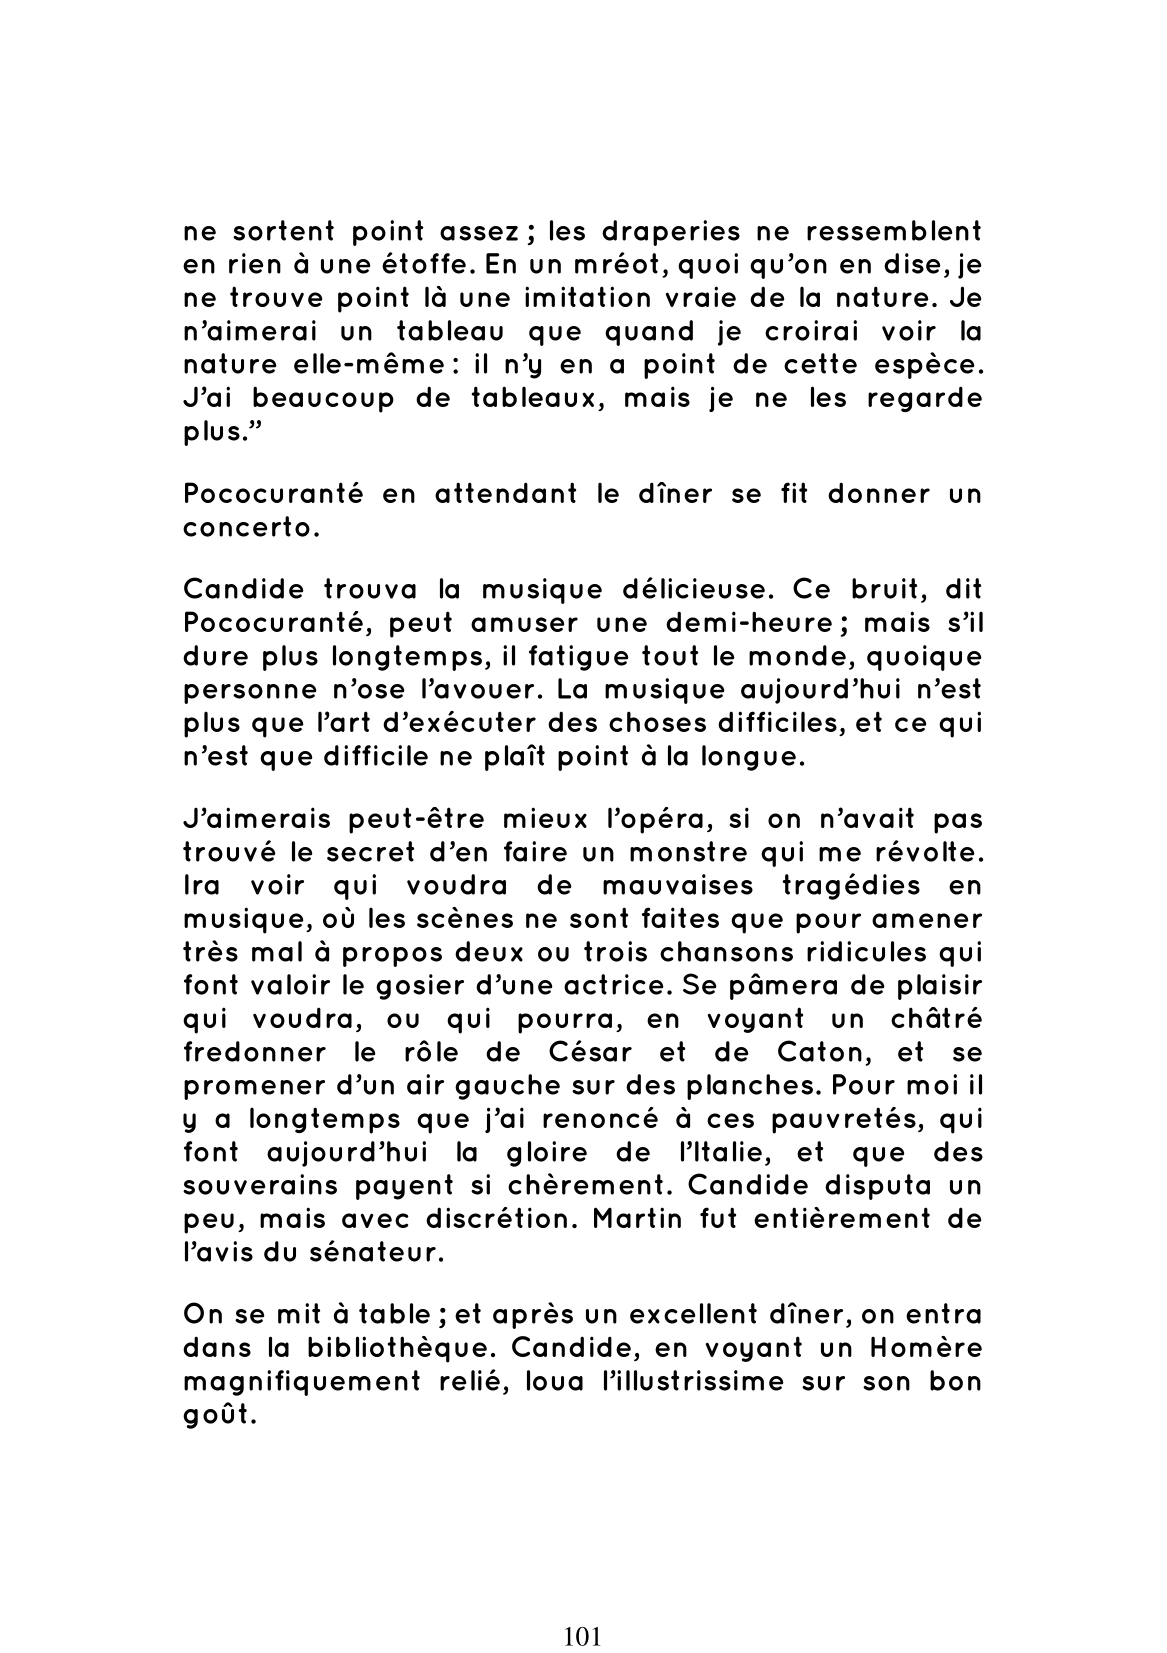 ne sortent point assez ; les draperies ne ressemblent
en rien à une étoffe. En un mréot, quoi qu’on en dise, je
ne trouve point là une imitation vraie de la nature. Je
n’aimerai un tableau que quand je croirai voir la
nature elle-même : il n’y en a point de cette espèce.
J’ai beaucoup de tableaux, mais je ne les regarde
plus.”
Pococuranté en attendant le dîner se fit donner un
concerto.
Candide trouva la musique délicieuse. Ce bruit, dit
Pococuranté, peut amuser une demi-heure ; mais s’il
dure plus longtemps, il fatigue tout le monde, quoique
personne n’ose l’avouer. La musique aujourd’hui n’est
plus que l’art d’exécuter des choses difficiles, et ce qui
n’est que difficile ne plaît point à la longue.
J’aimerais peut-être mieux l’opéra, si on n’avait pas
trouvé le secret d’en faire un monstre qui me révolte.
Ira voir qui voudra de mauvaises tragédies en
musique, où les scènes ne sont faites que pour amener
très mal à propos deux ou trois chansons ridicules qui
font valoir le gosier d’une actrice. Se pâmera de plaisir
qui voudra, ou qui pourra, en voyant un châtré
fredonner le rôle de César et de Caton, et se
promener d’un air gauche sur des planches. Pour moi il
y a longtemps que j’ai renoncé à ces pauvretés, qui
font aujourd’hui la gloire de l’Italie, et que des
souverains payent si chèrement. Candide disputa un
peu, mais avec discrétion. Martin fut entièrement de
l’avis du sénateur.
On se mit à table ; et après un excellent dîner, on entra
dans la bibliothèque. Candide, en voyant un Homère
magnifiquement relié, loua l’illustrissime sur son bon
goût.
101